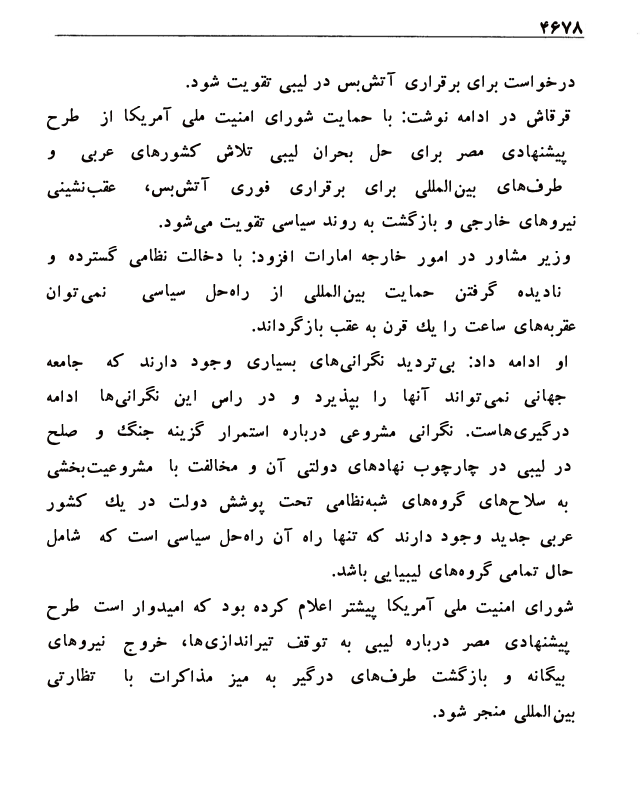 ۴۶۷۸
درخواست برای برقراری آتش‌بس در لیبی تقویت شود.
قرقاش در ادامه نوشت: با حمایت شورای امنیت ملی آمریکا از طرح
پیشنهادی مصر برای حل بحران لیبی تلاش کشورهای عربی و
طرف‌های بین‌المللی برای برقراری فوری آتش‌بس، عقب‌نشینی
نیروهای خارجی و بازگشت به روند سیاسی تقویت می‌شود.
وزیر مشاور در امور خارجه امارات افزود: با دخالت نظامی گسترده و
نادیده گرفتن حمایت بین‌المللی از راه‌حل سیاسی نمی‌توان
عقربه‌های ساعت را یك قرن به عقب بازگرداند.
او ادامه داد: بی‌تردید نگرانی‌های بسیاری وجود دارند که جامعه
جهانی نمی‌تواند آنها را بپذیرد و در راس این نگرانی‌ها ادامه
درگیری‌هاست. نگرانی مشروعی درباره استمرار گزینه جنگ و صلح
در لیبی در چارچوب نهادهای دولتی آن و مخالفت با مشروعیت‌بخشی
به سلاح‌های گروه‌های شبه‌نظامی تحت پوشش دولت در یك کشور
عربی جدید وجود دارند که تنها راه آن راه‌حل سیاسی است که شامل
حال تمامی گروه‌های لیبیایی باشد.
شورای امنیت ملی آمریکا پیشتر اعلام کرده بود که امیدوار است طرح
پیشنهادی مصر درباره لیبی به توقف تیراندازی‌ها، خروج نیروهای
بیگانه و بازگشت طرف‌های درگیر به میز مذاکرات با تظارتی
بین‌المللی منجر شود.